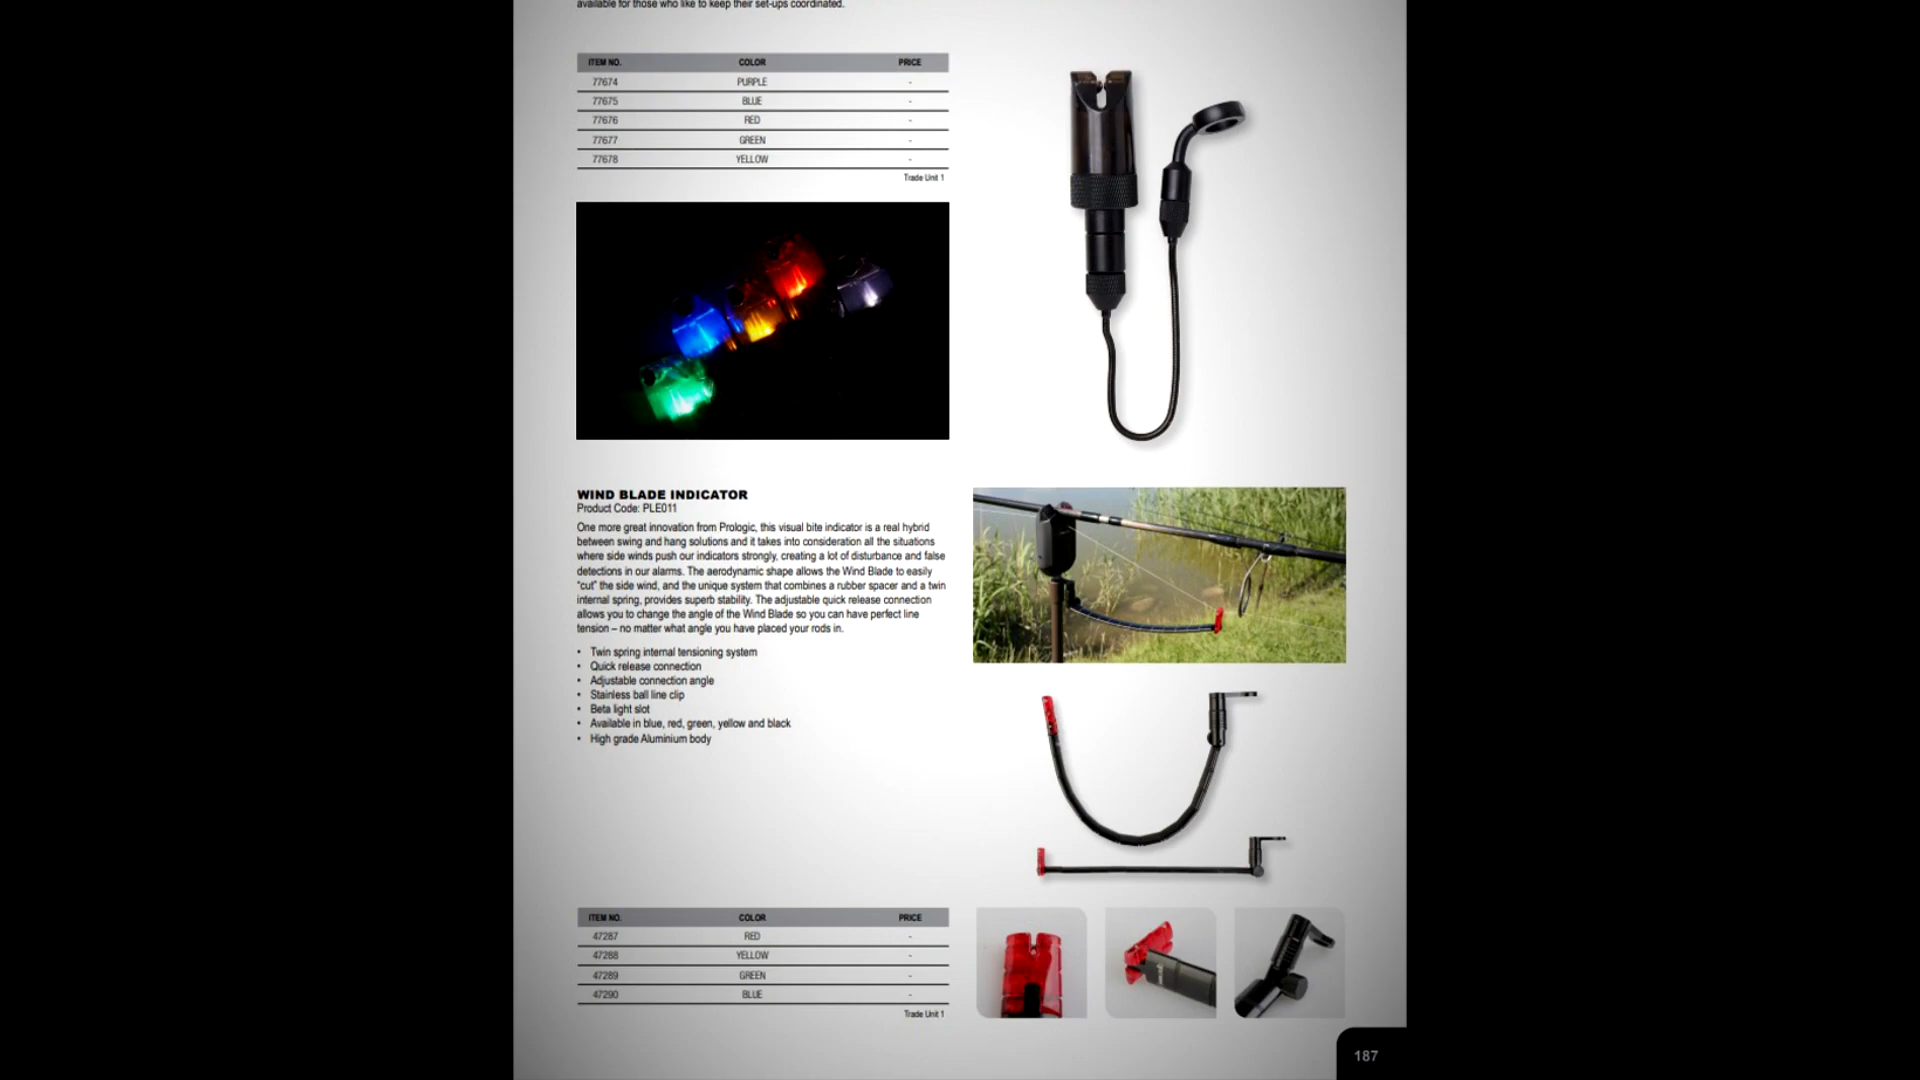 available for those who like to keep their set-ups coordinated.
ITEM NO. COLOR PRICE
77674 PURPLE -
77675 BLUE -
77676 RED -
77677 GREEN -
77678 YELLOW -
Trade Unit 1
WIND BLADE INDICATOR
Product Code: PLE011
One more great innovation from Prologic, this visual bite indicator is a real hybrid
between swing and hang solutions and it takes into consideration all the situations
where side winds push our indicators strongly, creating a lot of disturbance and false
detections in our alarms. The aerodynamic shape allows the Wind Blade to easily
“cut” the side wind, and the unique system that combines a rubber spacer and a twin
internal spring, provides superb stability. The adjustable quick release connection
allows you to change the angle of the Wind Blade so you can have perfect line
tension – no matter what angle you have placed your rods in.
• Twin spring internal tensioning system
• Quick release connection
• Adjustable connection angle
• Stainless ball line clip
• Beta light slot
• Available in blue, red, green, yellow and black
• High grade Aluminium body
ITEM NO. COLOR PRICE
47287 RED -
47288 YELLOW -
47289 GREEN -
47290 BLUE -
Trade Unit 1
187